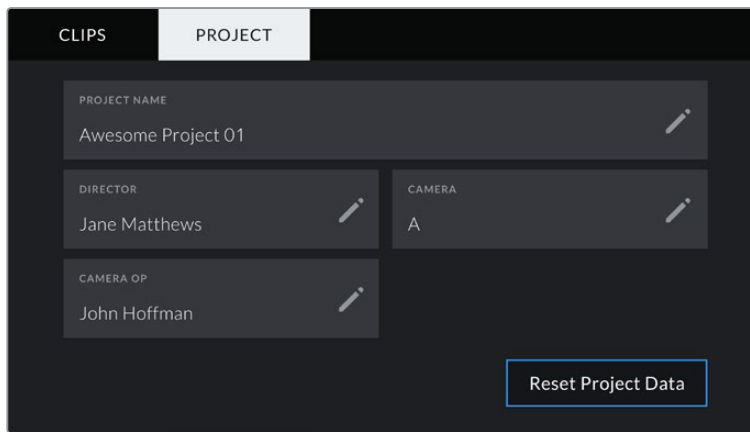 CLIPS PROJECT
PROJECT NAME
Awesome Project 01
DIRECTOR
Jane Matthews
CAMERA
A
CAMERA OP
John Hoffman
Reset Project Data